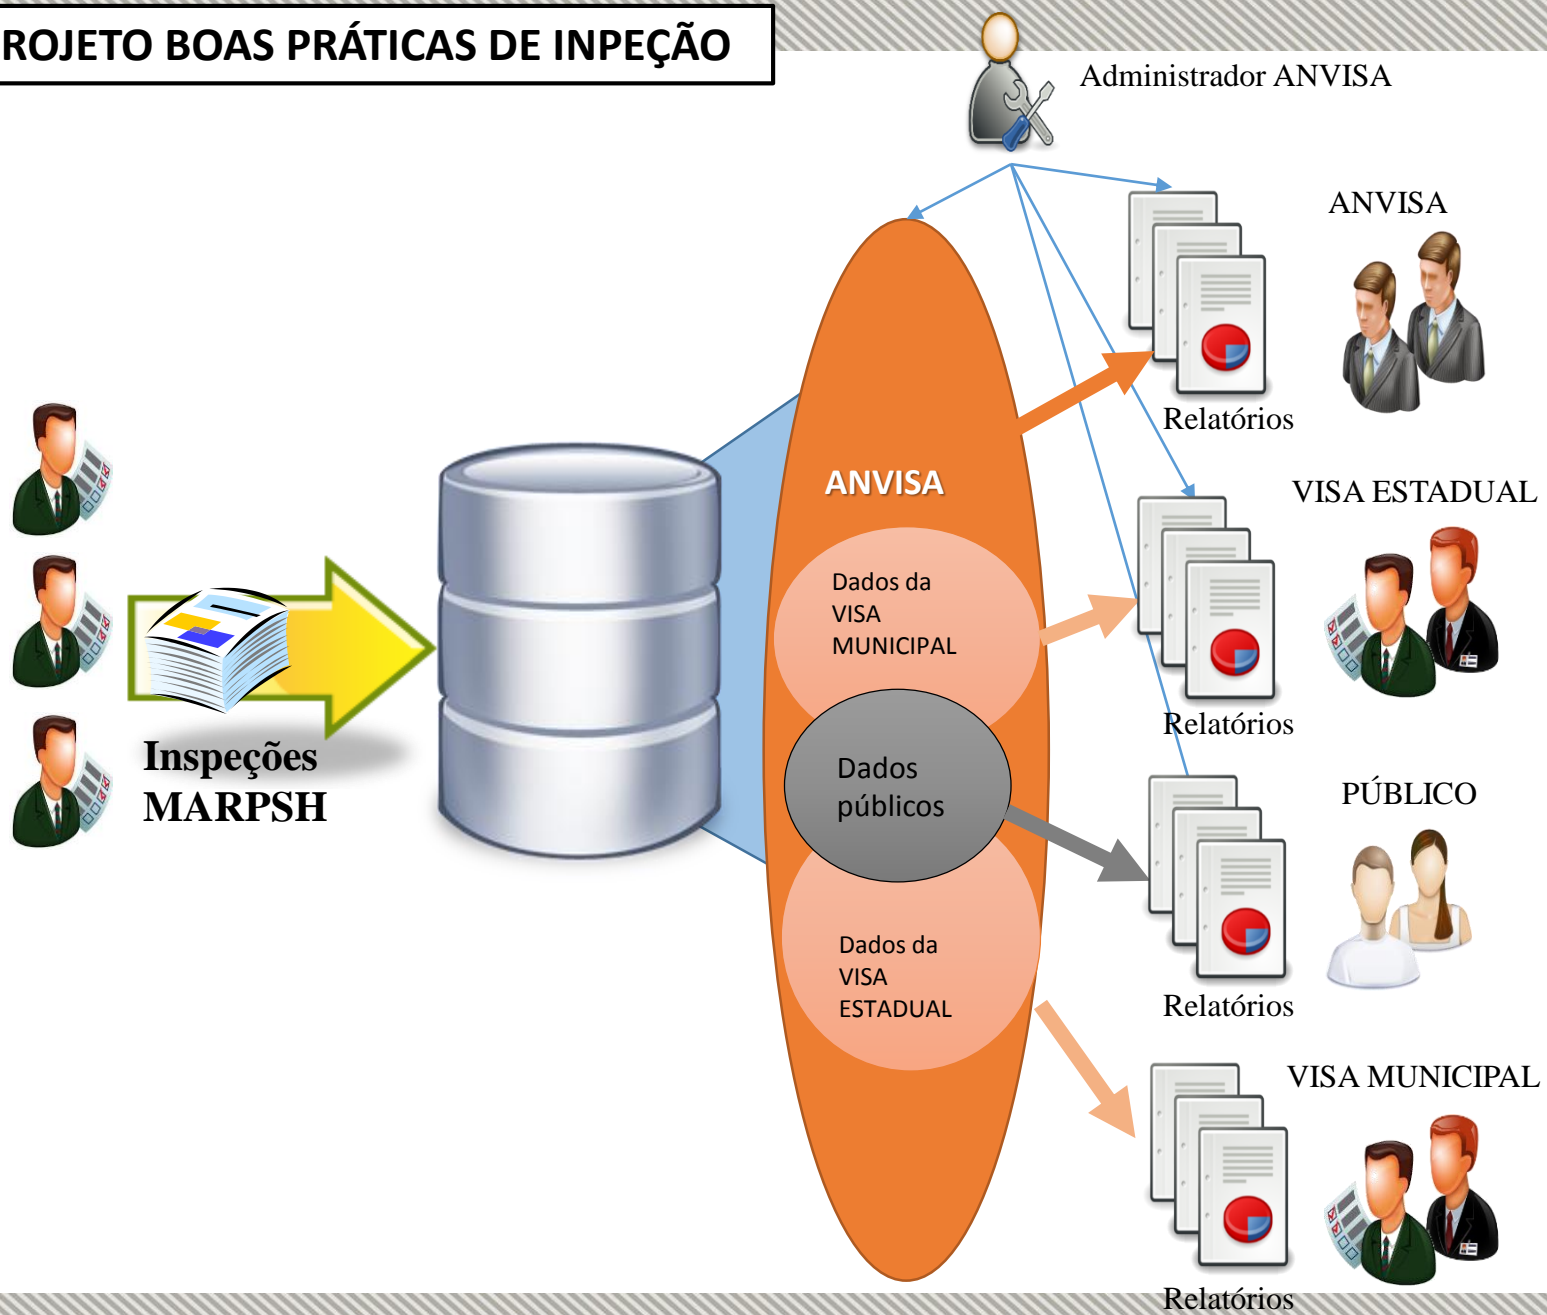 ROJETO BOAS PRÁTICAS DE INPEÇÃO
Administrador ANVISA
ANVISA
Relatórios
ANVISA
VISA ESTADUAL
Dados da
VISA
MUNICIPAL
Relatórios
Inspeções
MARPSH
Dados
públicos
PÚBLICO
Relatórios
Dados da
VISA
ESTADUAL
VISA MUNICIPAL
Relatórios